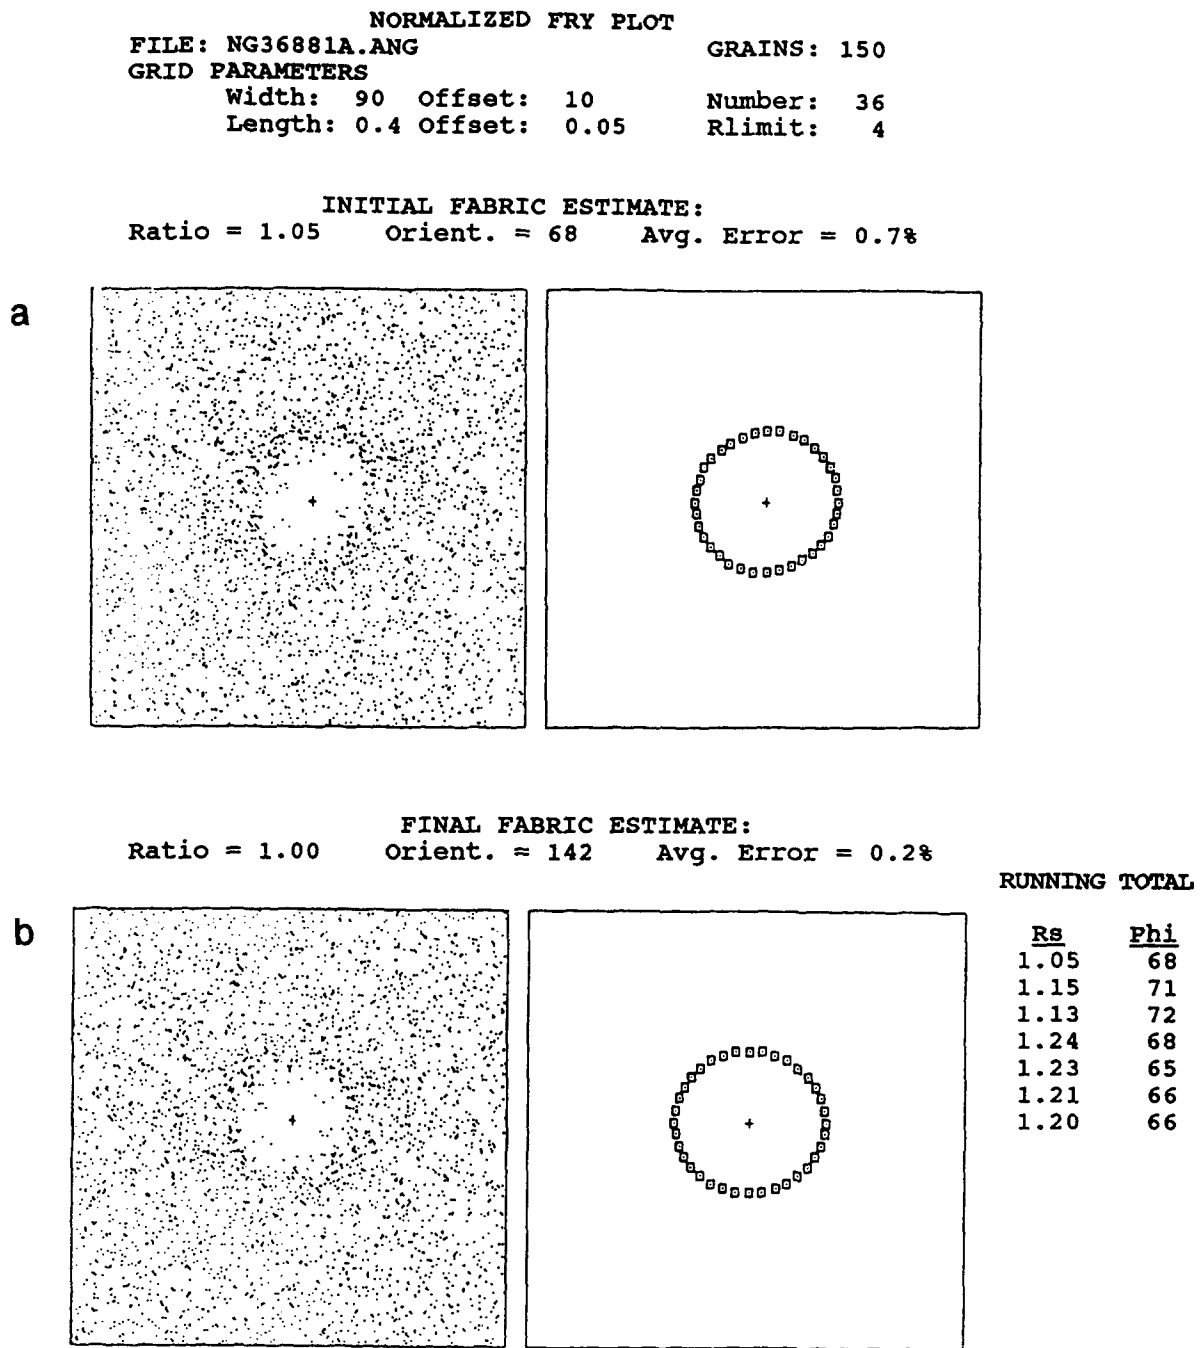 NORMALIZED FRY PLOT
FILE: NG36881A.ANG GRAINS: 150
GRID PARAMETERS
Width: 90 Offset: 10 Number: 36
Length: 0.4 Offset: 0.05 Rlimit: 4
INITIAL FABRIC ESTIMATE:
Ratio = 1.05 Orient. = 68 Avg. Error = 0.7%
a
FINAL FABRIC ESTIMATE:
Ratio = 1.00 Orient. = 142 Avg. Error = 0.2%
RUNNING TOTAL
b
Rs Phi
1.05 68
1.15 71
1.13 72
1.24 68
1.23 65
1.21 66
1.20 66